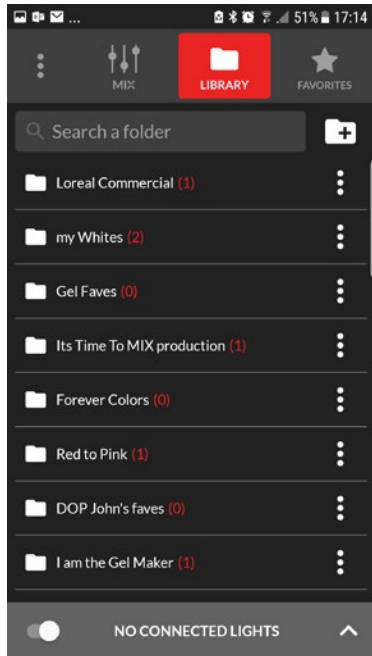 ... 51% 17:14
MIX LIBRARY FAVORITES
Search a folder
Loreal Commercial (1)
my Whites (2)
Gel Faves (0)
Its Time To MIX production (1)
Forever Colors (0)
Red to Pink (1)
DOP John's faves (0)
I am the Gel Maker (1)
NO CONNECTED LIGHTS